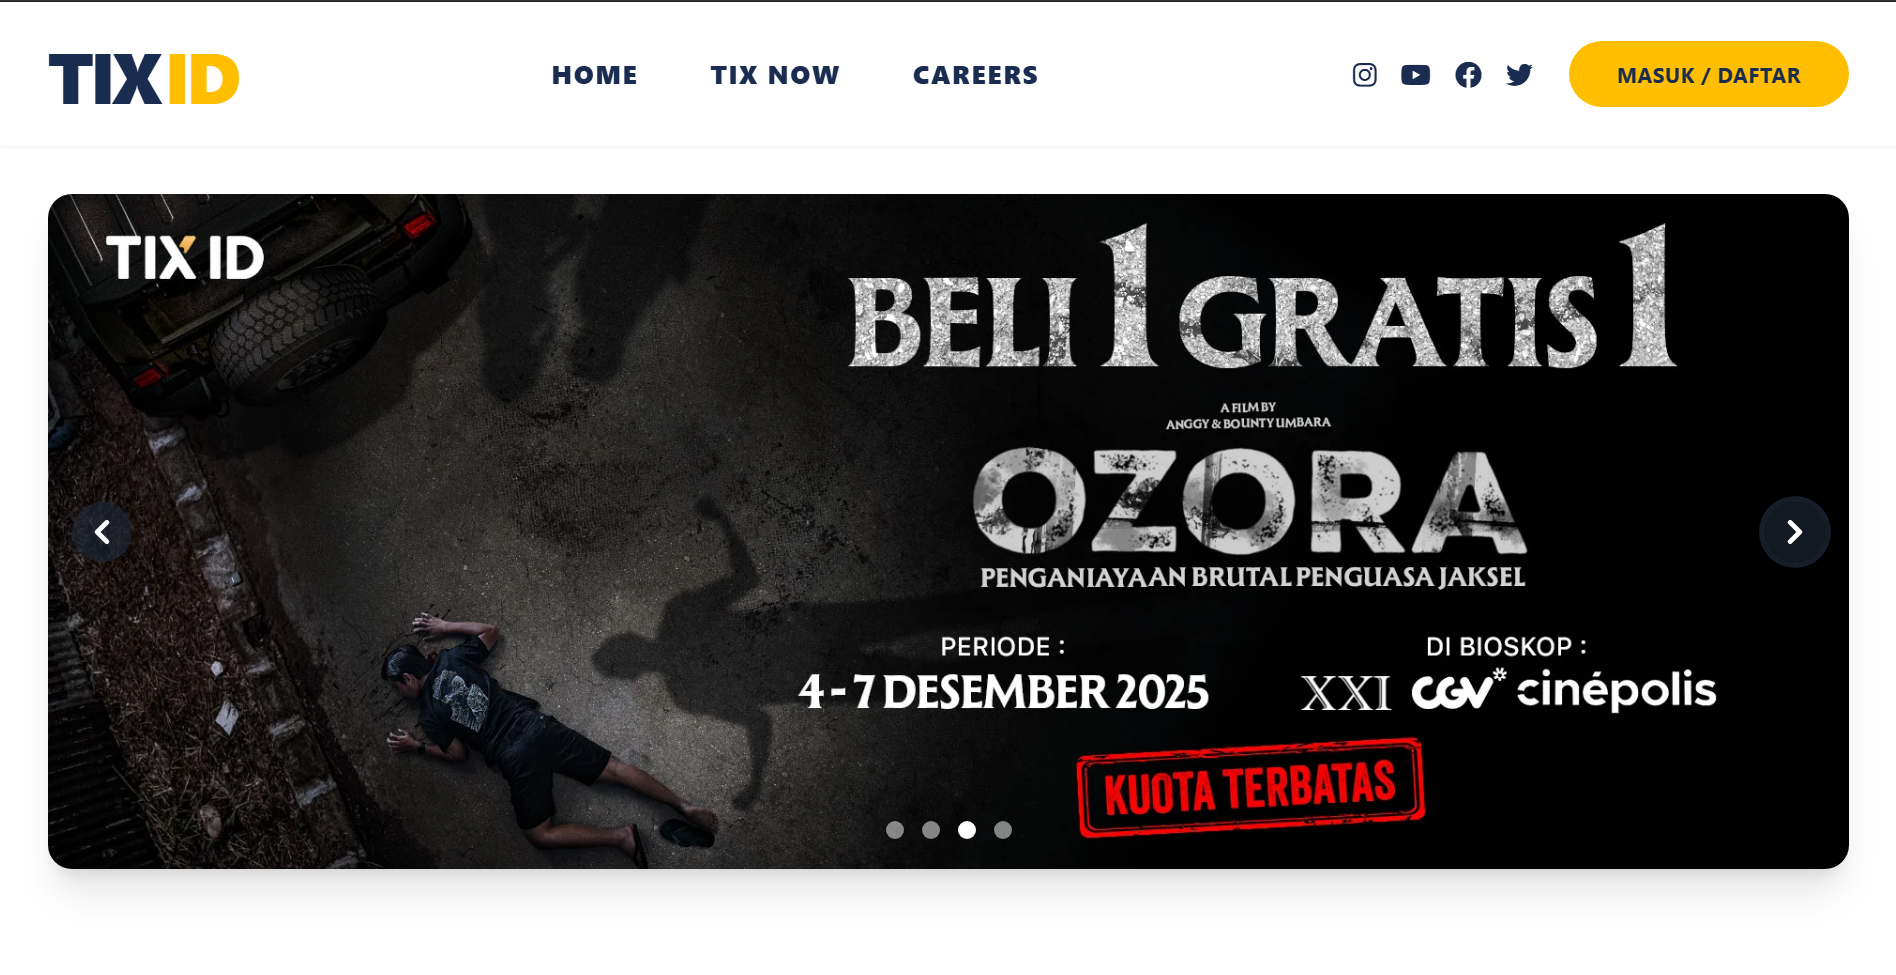 TIX ID
HOME
TIX NOW
CAREERS
MASUK / DAFTAR
TIX ID
BELI 1 GRATIS 1
A FILM BY
ANGGY & BOUNTY UMBARA
OZORA
PENGANIAYAAN BRUTAL PENGUASA JAKSEL
PERIODE :
4 - 7 DESEMBER 2025
DI BIOSKOP :
XXI CGV cinépolis
KUOTA TERBATAS